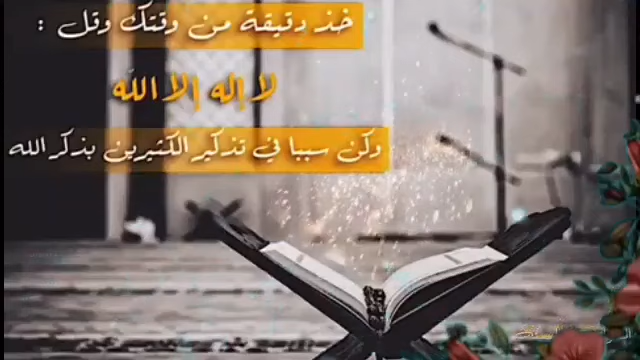 خذ دقيقة من وقتك وقل :
لا إله إلا الله
وكن سببا في تذكير الكثيرين بذكر الله